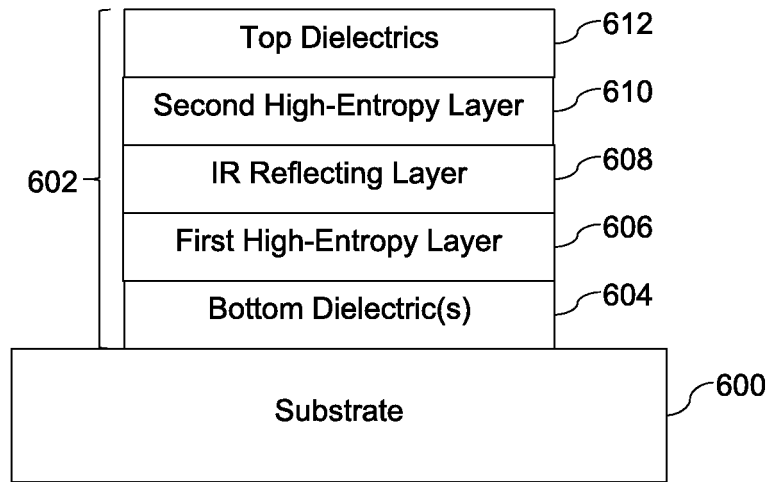 Top Dielectrics 612
Second High-Entropy Layer 610
602 IR Reflecting Layer 608
First High-Entropy Layer 606
Bottom Dielectric(s) 604
Substrate 600